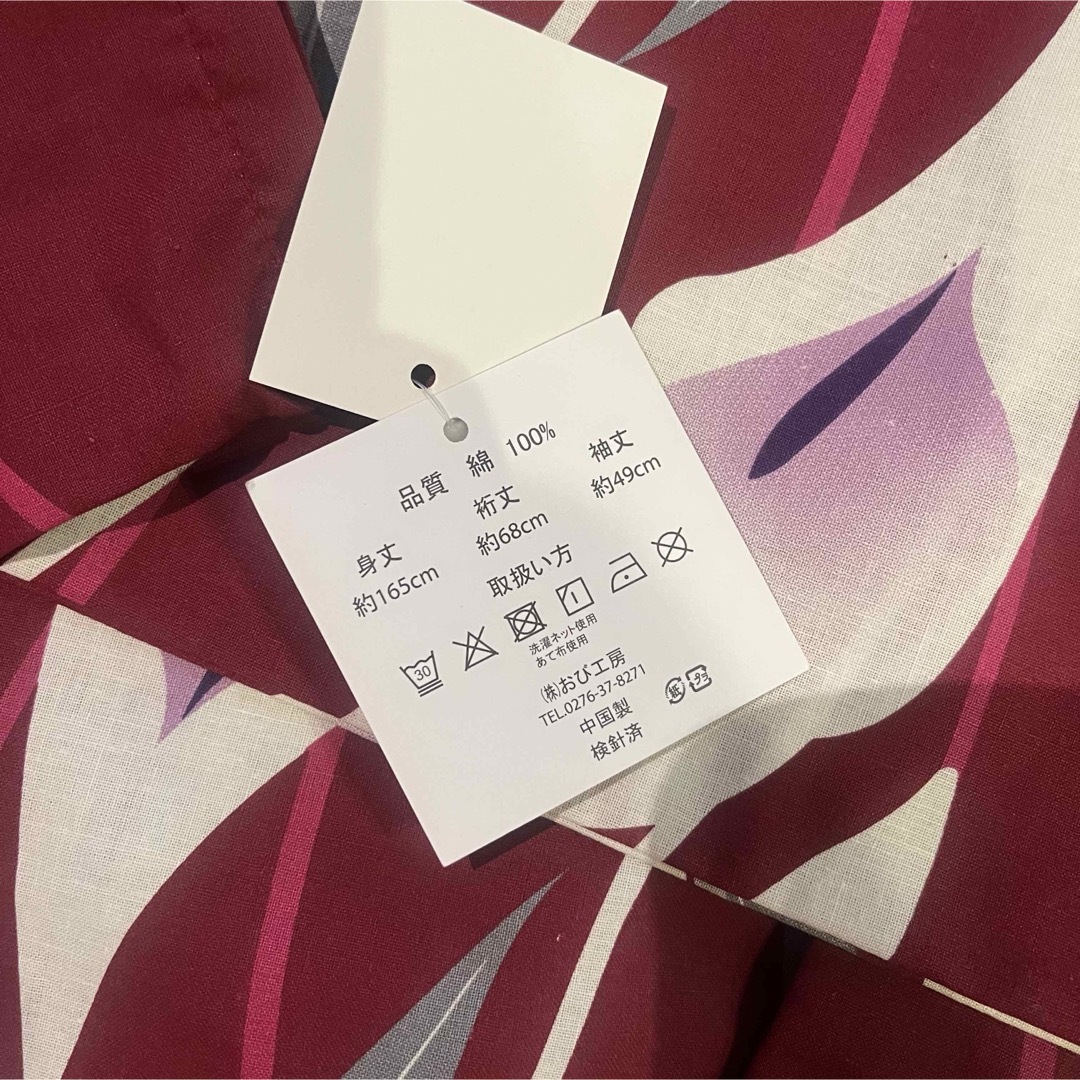 品質 綿 100%
身丈 裄丈 袖丈
約165cm 約68cm 約49cm
取扱い方
30
洗濯ネット使用
あて布使用
(株)おび工房
TEL.0276-37-8271
中国製
検針済
紙 プラ